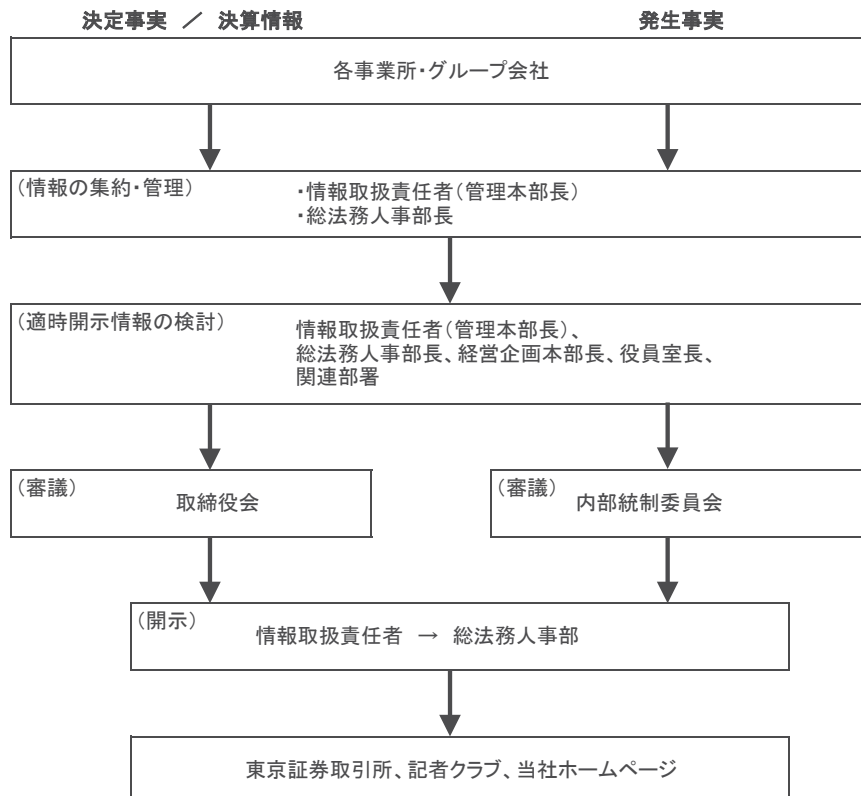 決定事実 ／ 決算情報
発生事実
各事業所・グループ会社
(情報の集約・管理)
・情報取扱責任者(管理本部長)
・総法務人事部長
(適時開示情報の検討)
情報取扱責任者(管理本部長)、
総法務人事部長、経営企画本部長、役員室長、
関連部署
(審議)
取締役会
(審議)
内部統制委員会
(開示)
情報取扱責任者 → 総法務人事部
東京証券取引所、記者クラブ、当社ホームページ